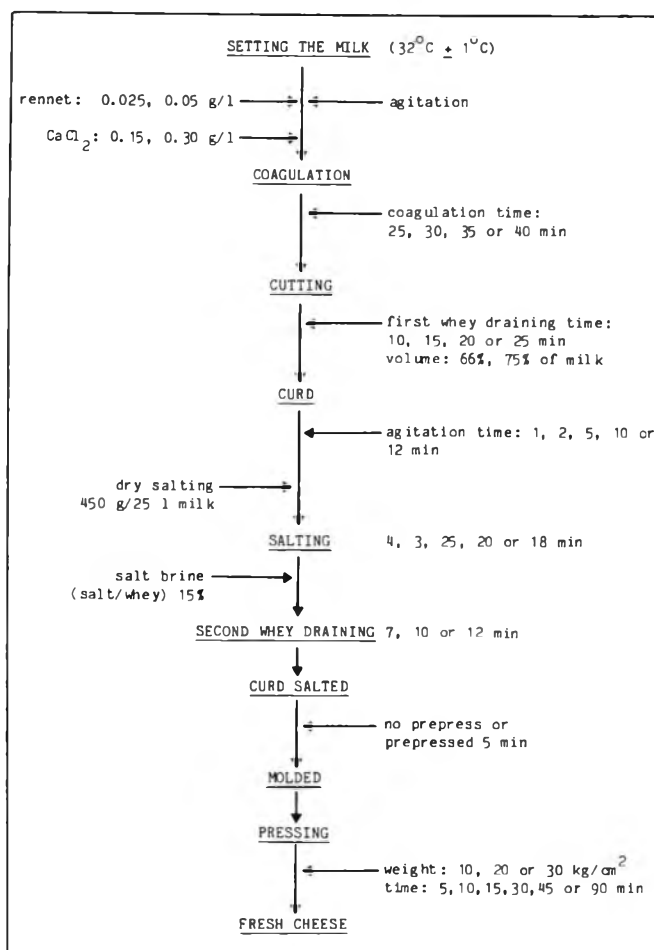 SETTING THE MILK (32°C ± 1°C)
rennet: 0.025, 0.05 g/l
agitation
CaCl2: 0.15, 0.30 g/l
COAGULATION
coagulation time:
25, 30, 35 or 40 min
CUTTING
first whey draining time:
10, 15, 20 or 25 min
volume: 66%, 75% of milk
CURD
agitation time: 1, 2, 5, 10 or
12 min
dry salting
450 g/25 l milk
SALTING 4, 3, 25, 20 or 18 min
salt brine
(salt/whey) 15%
SECOND WHEY DRAINING 7, 10 or 12 min
CURD SALTED
no prepress or
prepressed 5 min
MOLDED
PRESSING
weight: 10, 20 or 30 kg/cm2
time: 5,10,15,30,45 or 90 min
FRESH CHEESE